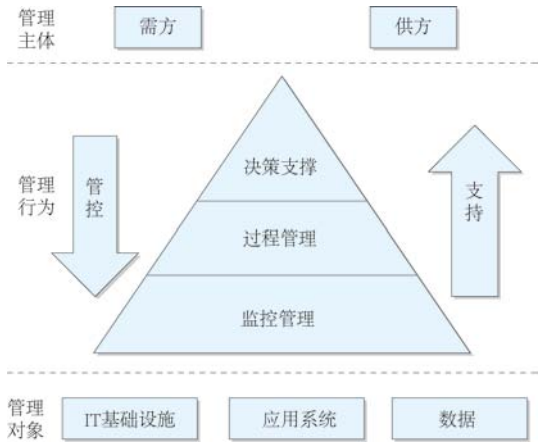 管理
主体
需方
供方
管理
行为
管
控
决策支撑
过程管理
监控管理
支
持
管理
对象
IT基础设施
应用系统
数据